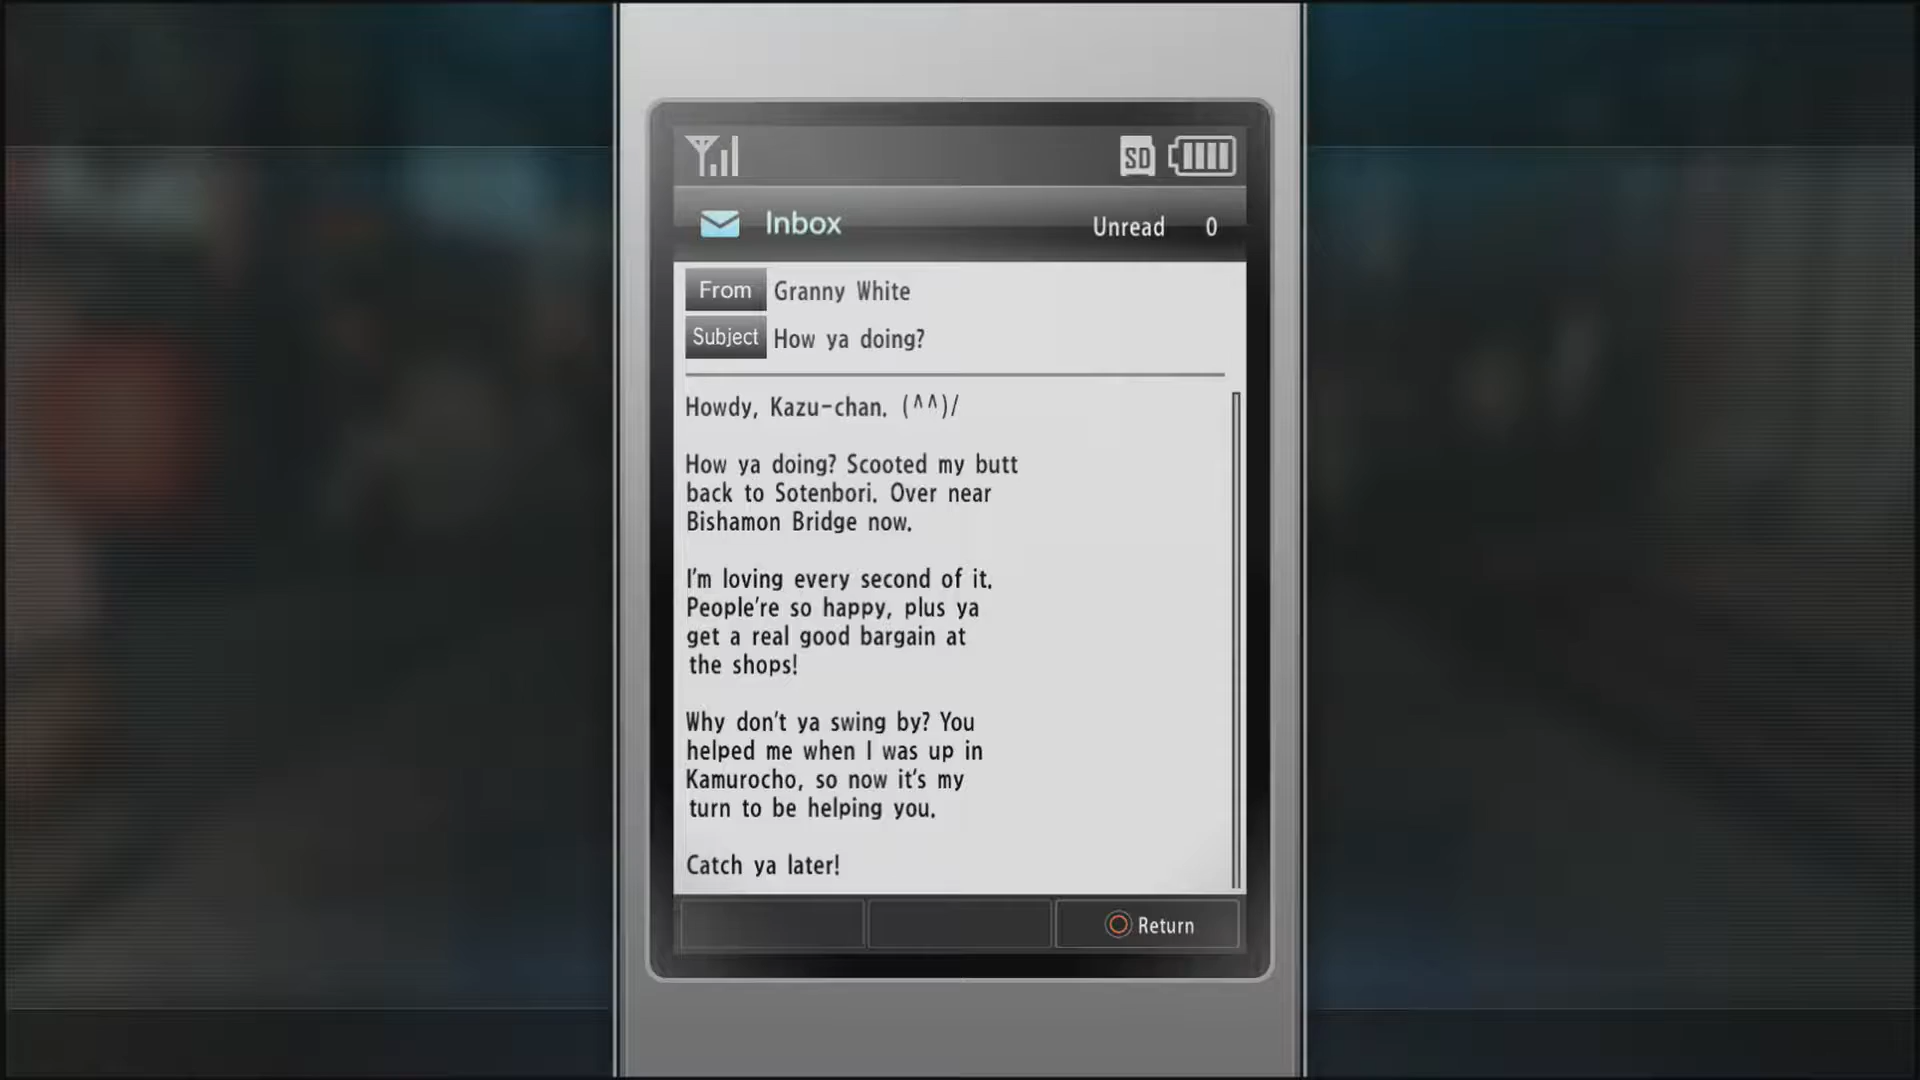 SD
Inbox
Unread 0
From Granny White
Subject How ya doing?
Howdy, Kazu-chan. (^^)/
How ya doing? Scooted my butt
back to Sotenbori. Over near
Bishamon Bridge now.
I'm loving every second of it.
People're so happy, plus ya
get a real good bargain at
the shops!
Why don't ya swing by? You
helped me when I was up in
Kamurocho, so now it's my
turn to be helping you.
Catch ya later!
Return